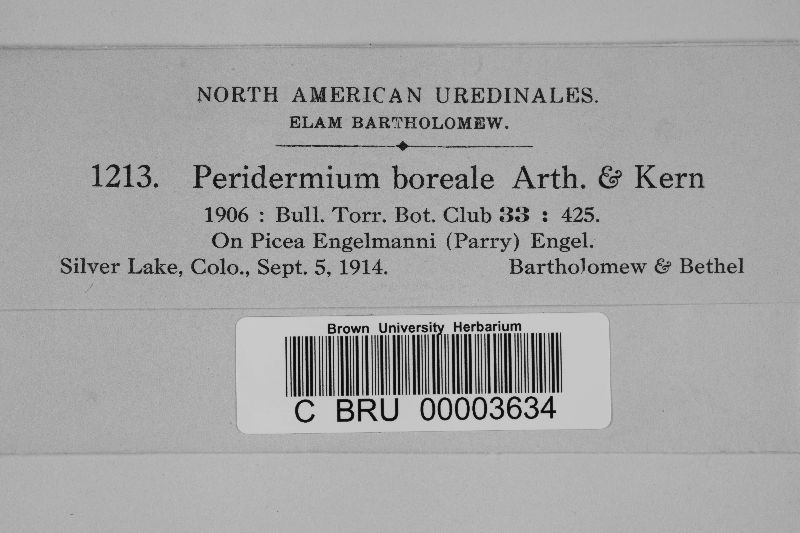 NORTH AMERICAN UREDINALES.
ELAM BARTHOLOMEW.
1213. Peridermium boreale Arth. & Kern
1906 : Bull. Torr. Bot. Club 33 : 425.
On Picea Engelmanni (Parry) Engel.
Silver Lake, Colo., Sept. 5, 1914. Bartholomew & Bethel
Brown University Herbarium
C BRU 00003634